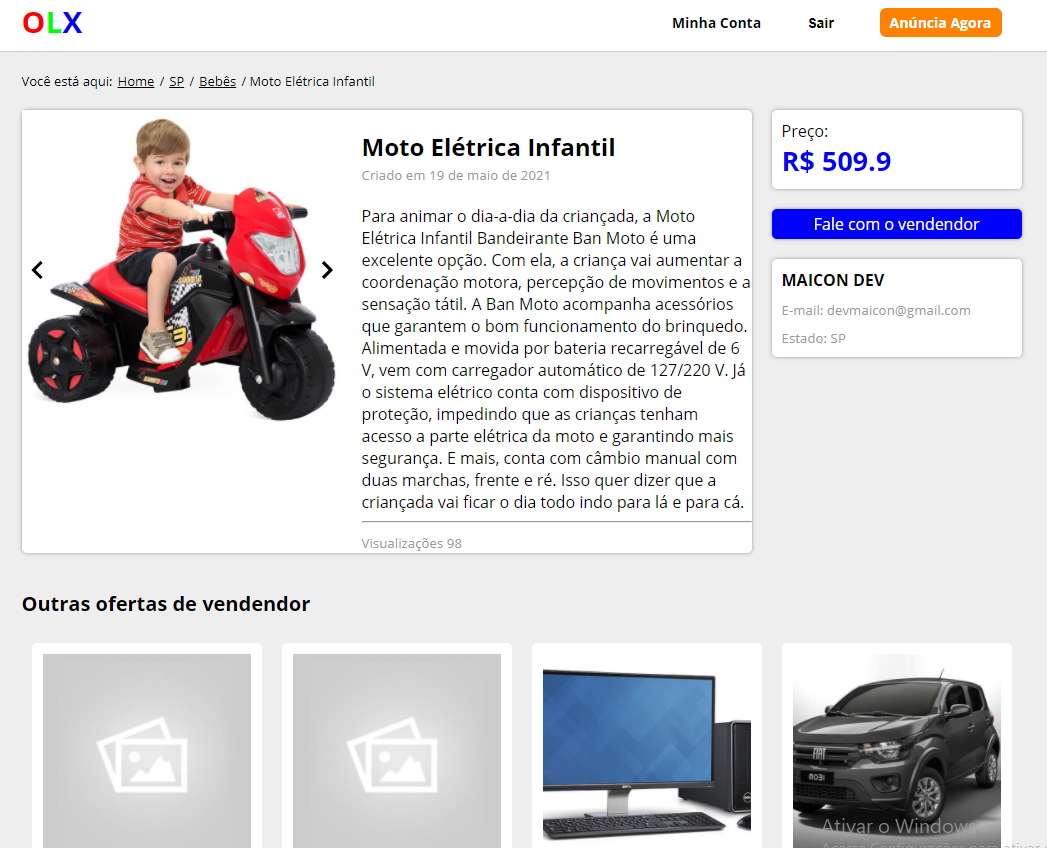 OLX
Minha Conta
Sair
Anúncia Agora
Você está aqui: Home / SP / Bebês / Moto Elétrica Infantil
Moto Elétrica Infantil
Criado em 19 de maio de 2021
Para animar o dia-a-dia da criançada, a Moto
Elétrica Infantil Bandeirante Ban Moto é uma
excelente opção. Com ela, a criança vai aumentar a
coordenação motora, percepção de movimentos e a
sensação tátil. A Ban Moto acompanha acessórios
que garantem o bom funcionamento do brinquedo.
Alimentada e movida por bateria recarregável de 6
V, vem com carregador automático de 127/220 V. Já
o sistema elétrico conta com dispositivo de
proteção, impedindo que as crianças tenham
acesso a parte elétrica da moto e garantindo mais
segurança. E mais, conta com câmbio manual com
duas marchas, frente e ré. Isso quer dizer que a
criançada vai ficar o dia todo indo para lá e para cá.
Visualizações 98
Preço:
R$ 509.9
Fale com o vendendor
MAICON DEV
E-mail: devmaicon@gmail.com
Estado: SP
Outras ofertas de vendendor
DELL
FIAT
MOBI
Ativar o Windows